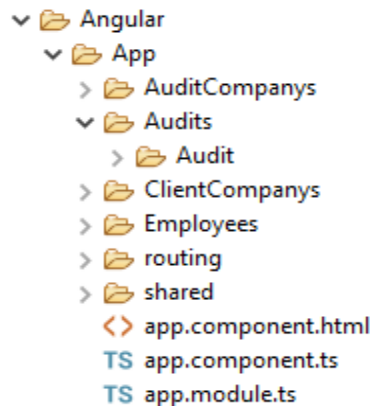 Angular
App
AuditCompanys
Audits
Audit
ClientCompanys
Employees
routing
shared
<> app.component.html
TS app.component.ts
TS app.module.ts